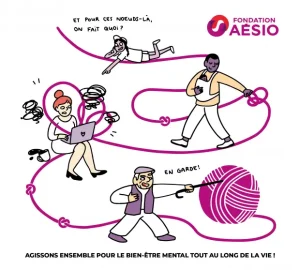 ET POUR CES NOEUDS-LÀ,
ON FAIT QUOI ?
FONDATION
AÉSIO
EN GARDE!
AGISSONS ENSEMBLE POUR LE BIEN-ÊTRE MENTAL TOUT AU LONG DE LA VIE !